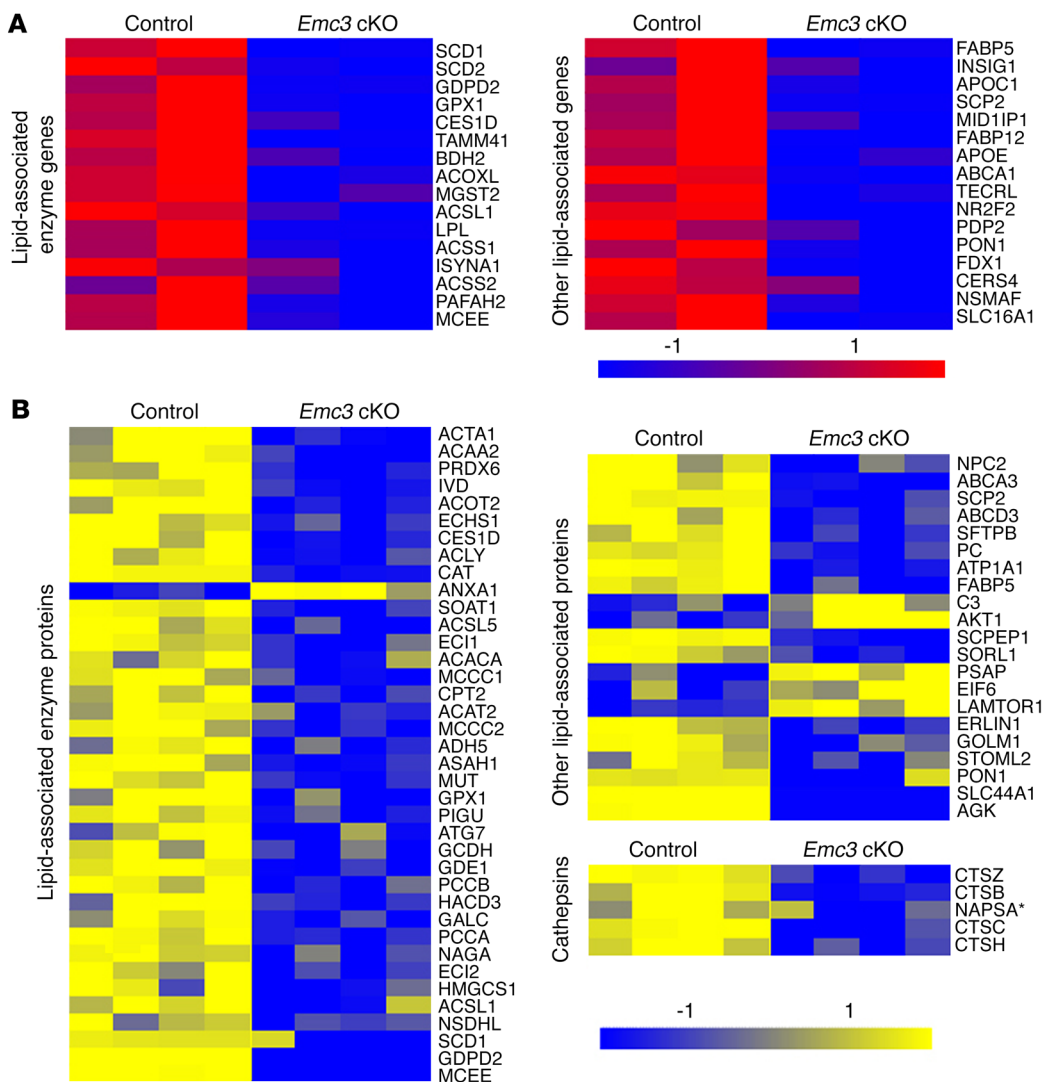 A
Control
Emc3 cKO
Lipid-associated
enzyme genes
SCD1
SCD2
GDPD2
GPX1
CES1D
TAMM41
BDH2
ACOXL
MGST2
ACSL1
LPL
ACSS1
ISYNA1
ACSS2
PAFAH2
MCEE
Control
Emc3 cKO
Other lipid-associated genes
FABP5
INSIG1
APOC1
SCP2
MID1IP1
FABP12
APOE
ABCA1
TECRL
NR2F2
PDP2
PON1
FDX1
CERS4
NSMAF
SLC16A1
-1 1
B
Control
Emc3 cKO
Lipid-associated enzyme proteins
ACTA1
ACAA2
PRDX6
IVD
ACOT2
ECHS1
CES1D
ACLY
CAT
ANXA1
SOAT1
ACSL5
ECI1
ACACA
MCCC1
CPT2
ACAT2
MCCC2
ADH5
ASAH1
MUT
GPX1
PIGU
ATG7
GCDH
GDE1
PCCB
HACD3
GALC
PCCA
NAGA
ECI2
HMGCS1
ACSL1
NSDHL
SCD1
GDPD2
MCEE
Control
Emc3 cKO
Other lipid-associated proteins
NPC2
ABCA3
SCP2
ABCD3
SFTPB
PC
ATP1A1
FABP5
C3
AKT1
SCPEP1
SORL1
PSAP
EIF6
LAMTOR1
ERLIN1
GOLM1
STOML2
PON1
SLC44A1
AGK
Control
Emc3 cKO
Cathepsins
CTSZ
CTSB
NAPSA*
CTSC
CTSH
-1 1